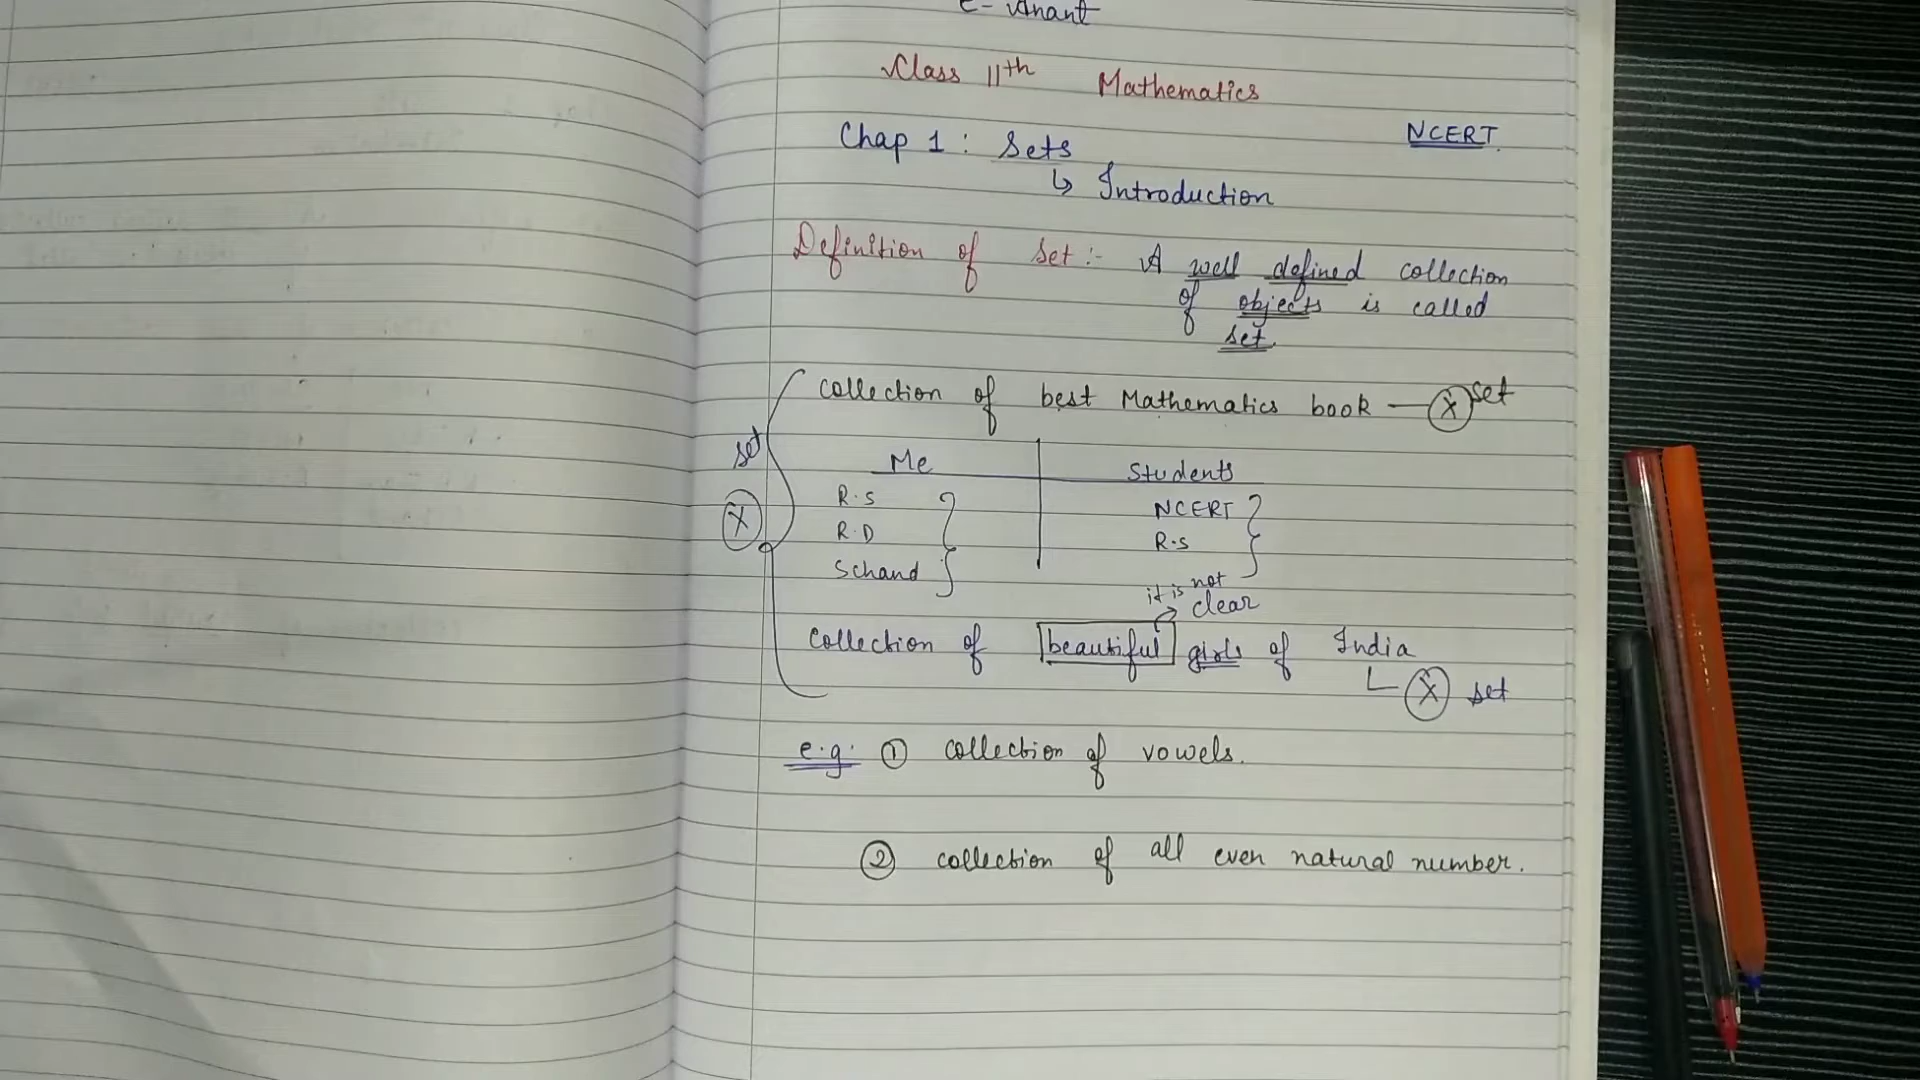 e- Anant
Class 11th Mathematics
Chap 1: Sets NCERT
↳ Introduction
Definition of set :- A well defined collection
of objects is called
set
collection of best Mathematics book — X set
set X
Me Students
R.S NCERT
R.D R.S
Schand
it is not
clear
collection of beautiful girls of India
X set
e.g. ① collection of vowels.
② collection of all even natural number.